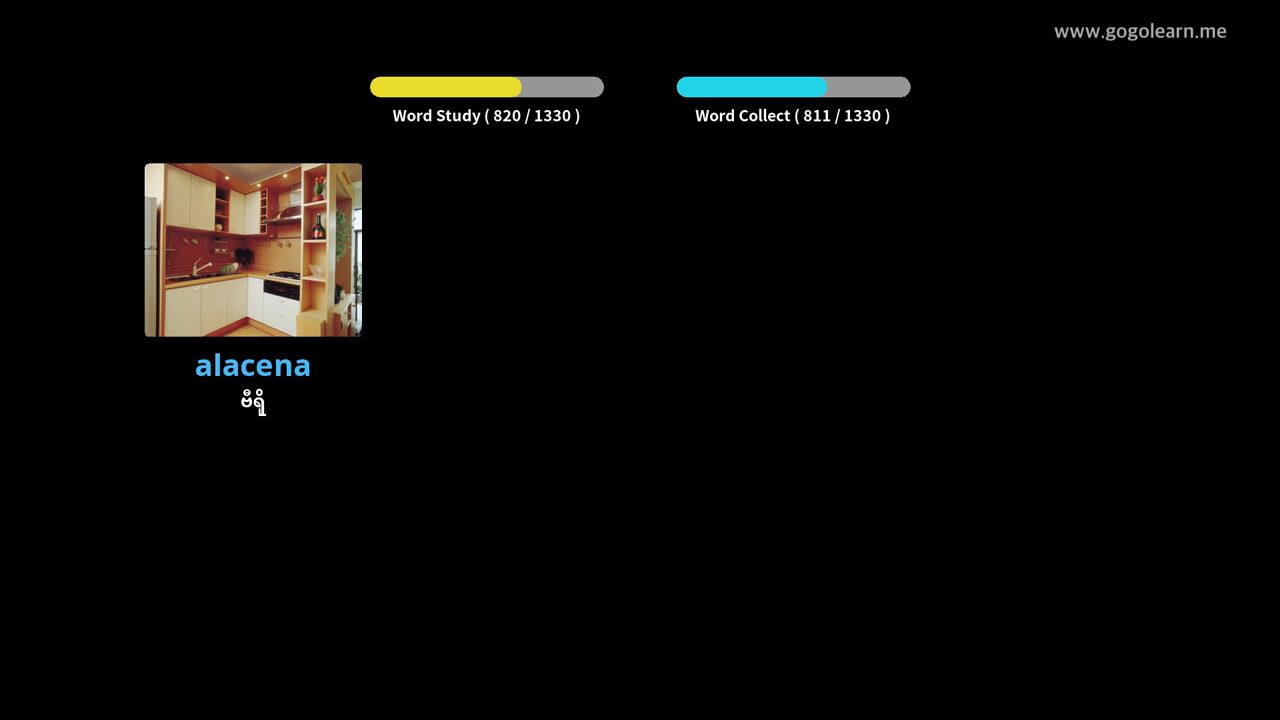 www.gogolearn.me
Word Study ( 820 / 1330 )
Word Collect ( 811 / 1330 )
alacena
ဗီရို